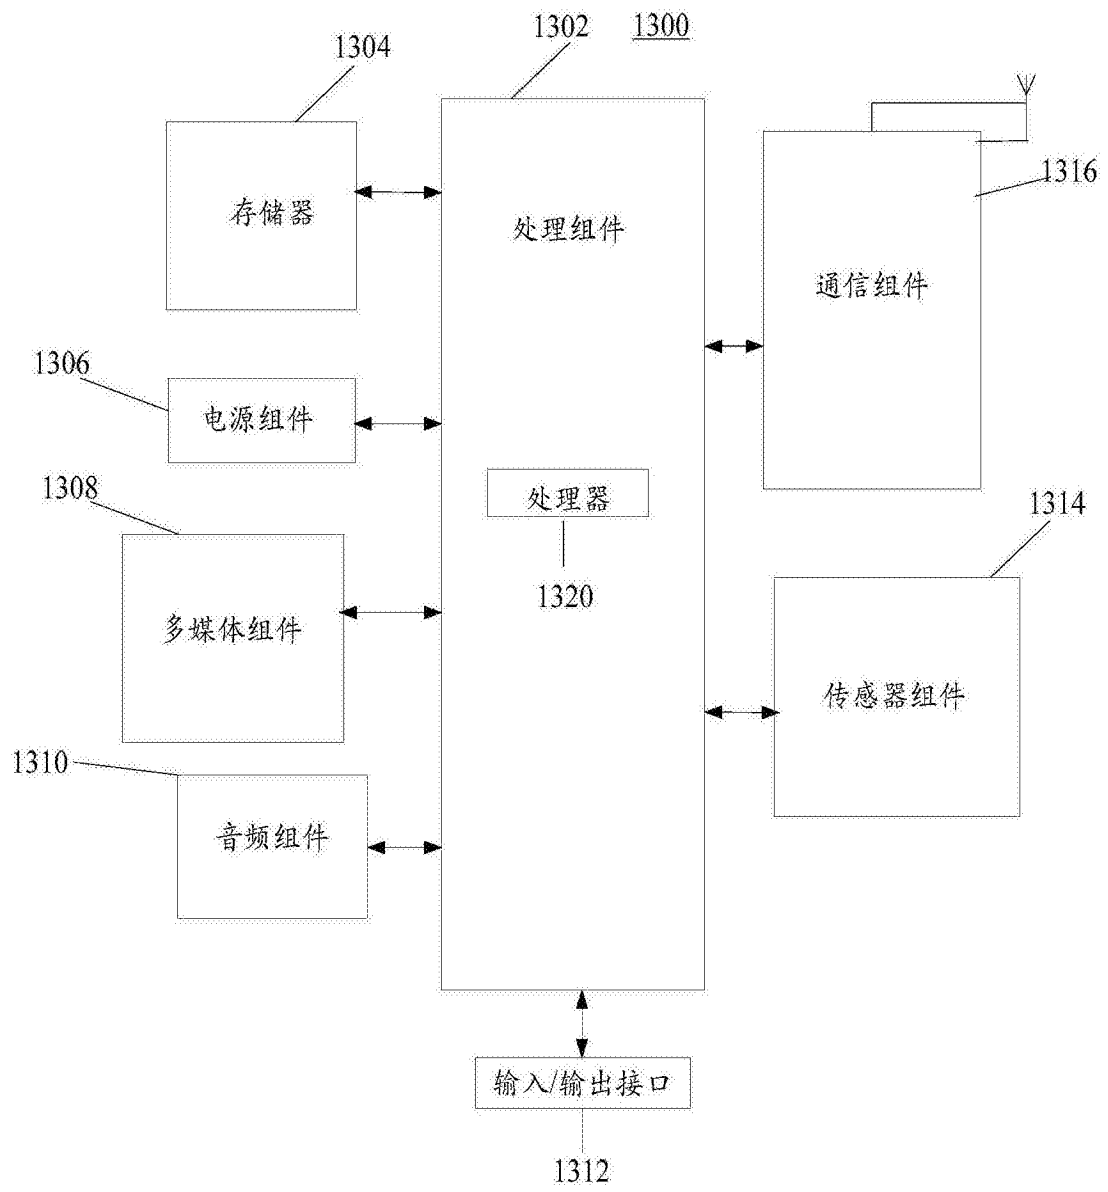 1302
1300
1304
存储器
处理组件
1316
通信组件
1306
电源组件
1308
处理器
1314
1320
多媒体组件
传感器组件
1310
音频组件
输入/输出接口
1312